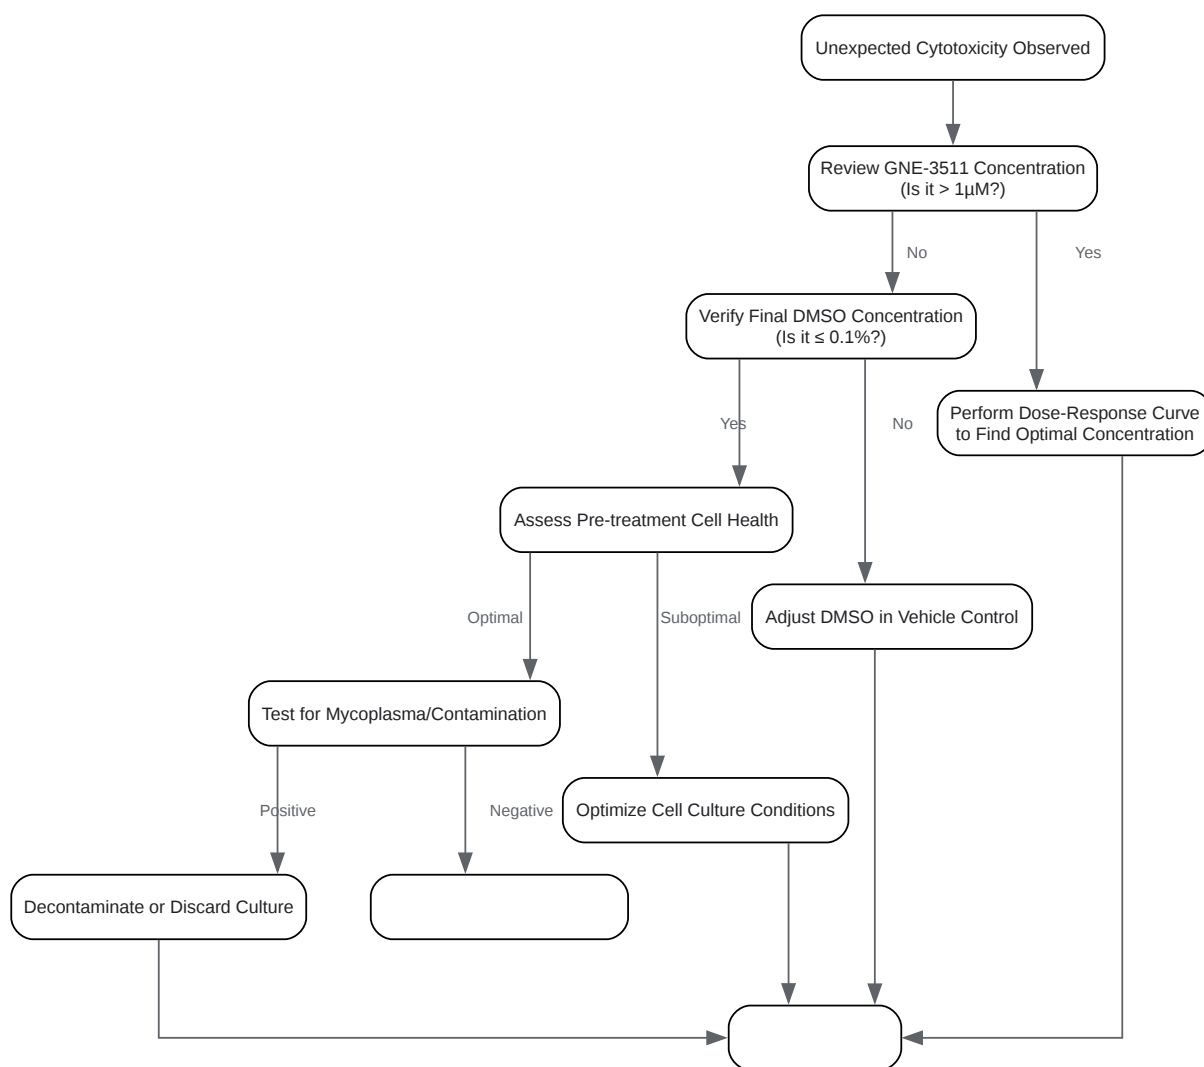 Unexpected Cytotoxicity Observed
Review GNE-3511 Concentration
(Is it > 1µM?)
No
Yes
Verify Final DMSO Concentration
(Is it ≤ 0.1%?)
Perform Dose-Response Curve
to Find Optimal Concentration
Yes
No
Assess Pre-treatment Cell Health
Optimal
Suboptimal
Adjust DMSO in Vehicle Control
Test for Mycoplasma/Contamination
Positive
Negative
Optimize Cell Culture Conditions
Decontaminate or Discard Culture